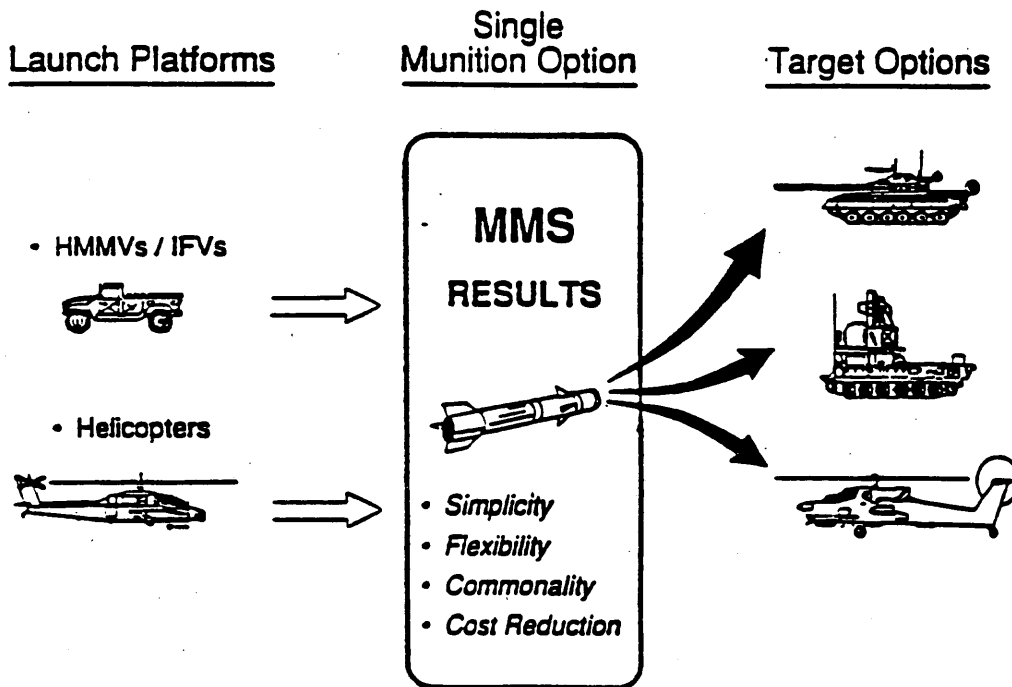 Launch Platforms
Single
Munition Option
Target Options
• HMMVs / IFVs
• Helicopters
MMS
RESULTS
• Simplicity
• Flexibility
• Commonality
• Cost Reduction